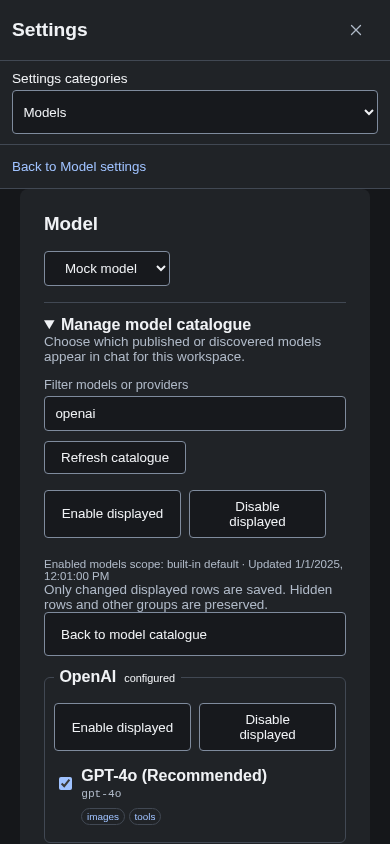 Settings
Settings categories
Models
Back to Model settings
Model
Mock model
Manage model catalogue
Choose which published or discovered models
appear in chat for this workspace.
Filter models or providers
openai
Refresh catalogue
Enable displayed
Disable
displayed
Enabled models scope: built-in default · Updated 1/1/2025,
12:01:00 PM
Only changed displayed rows are saved. Hidden
rows and other groups are preserved.
Back to model catalogue
OpenAI configured
Enable displayed
Disable
displayed
GPT-4o (Recommended)
gpt-4o
images tools